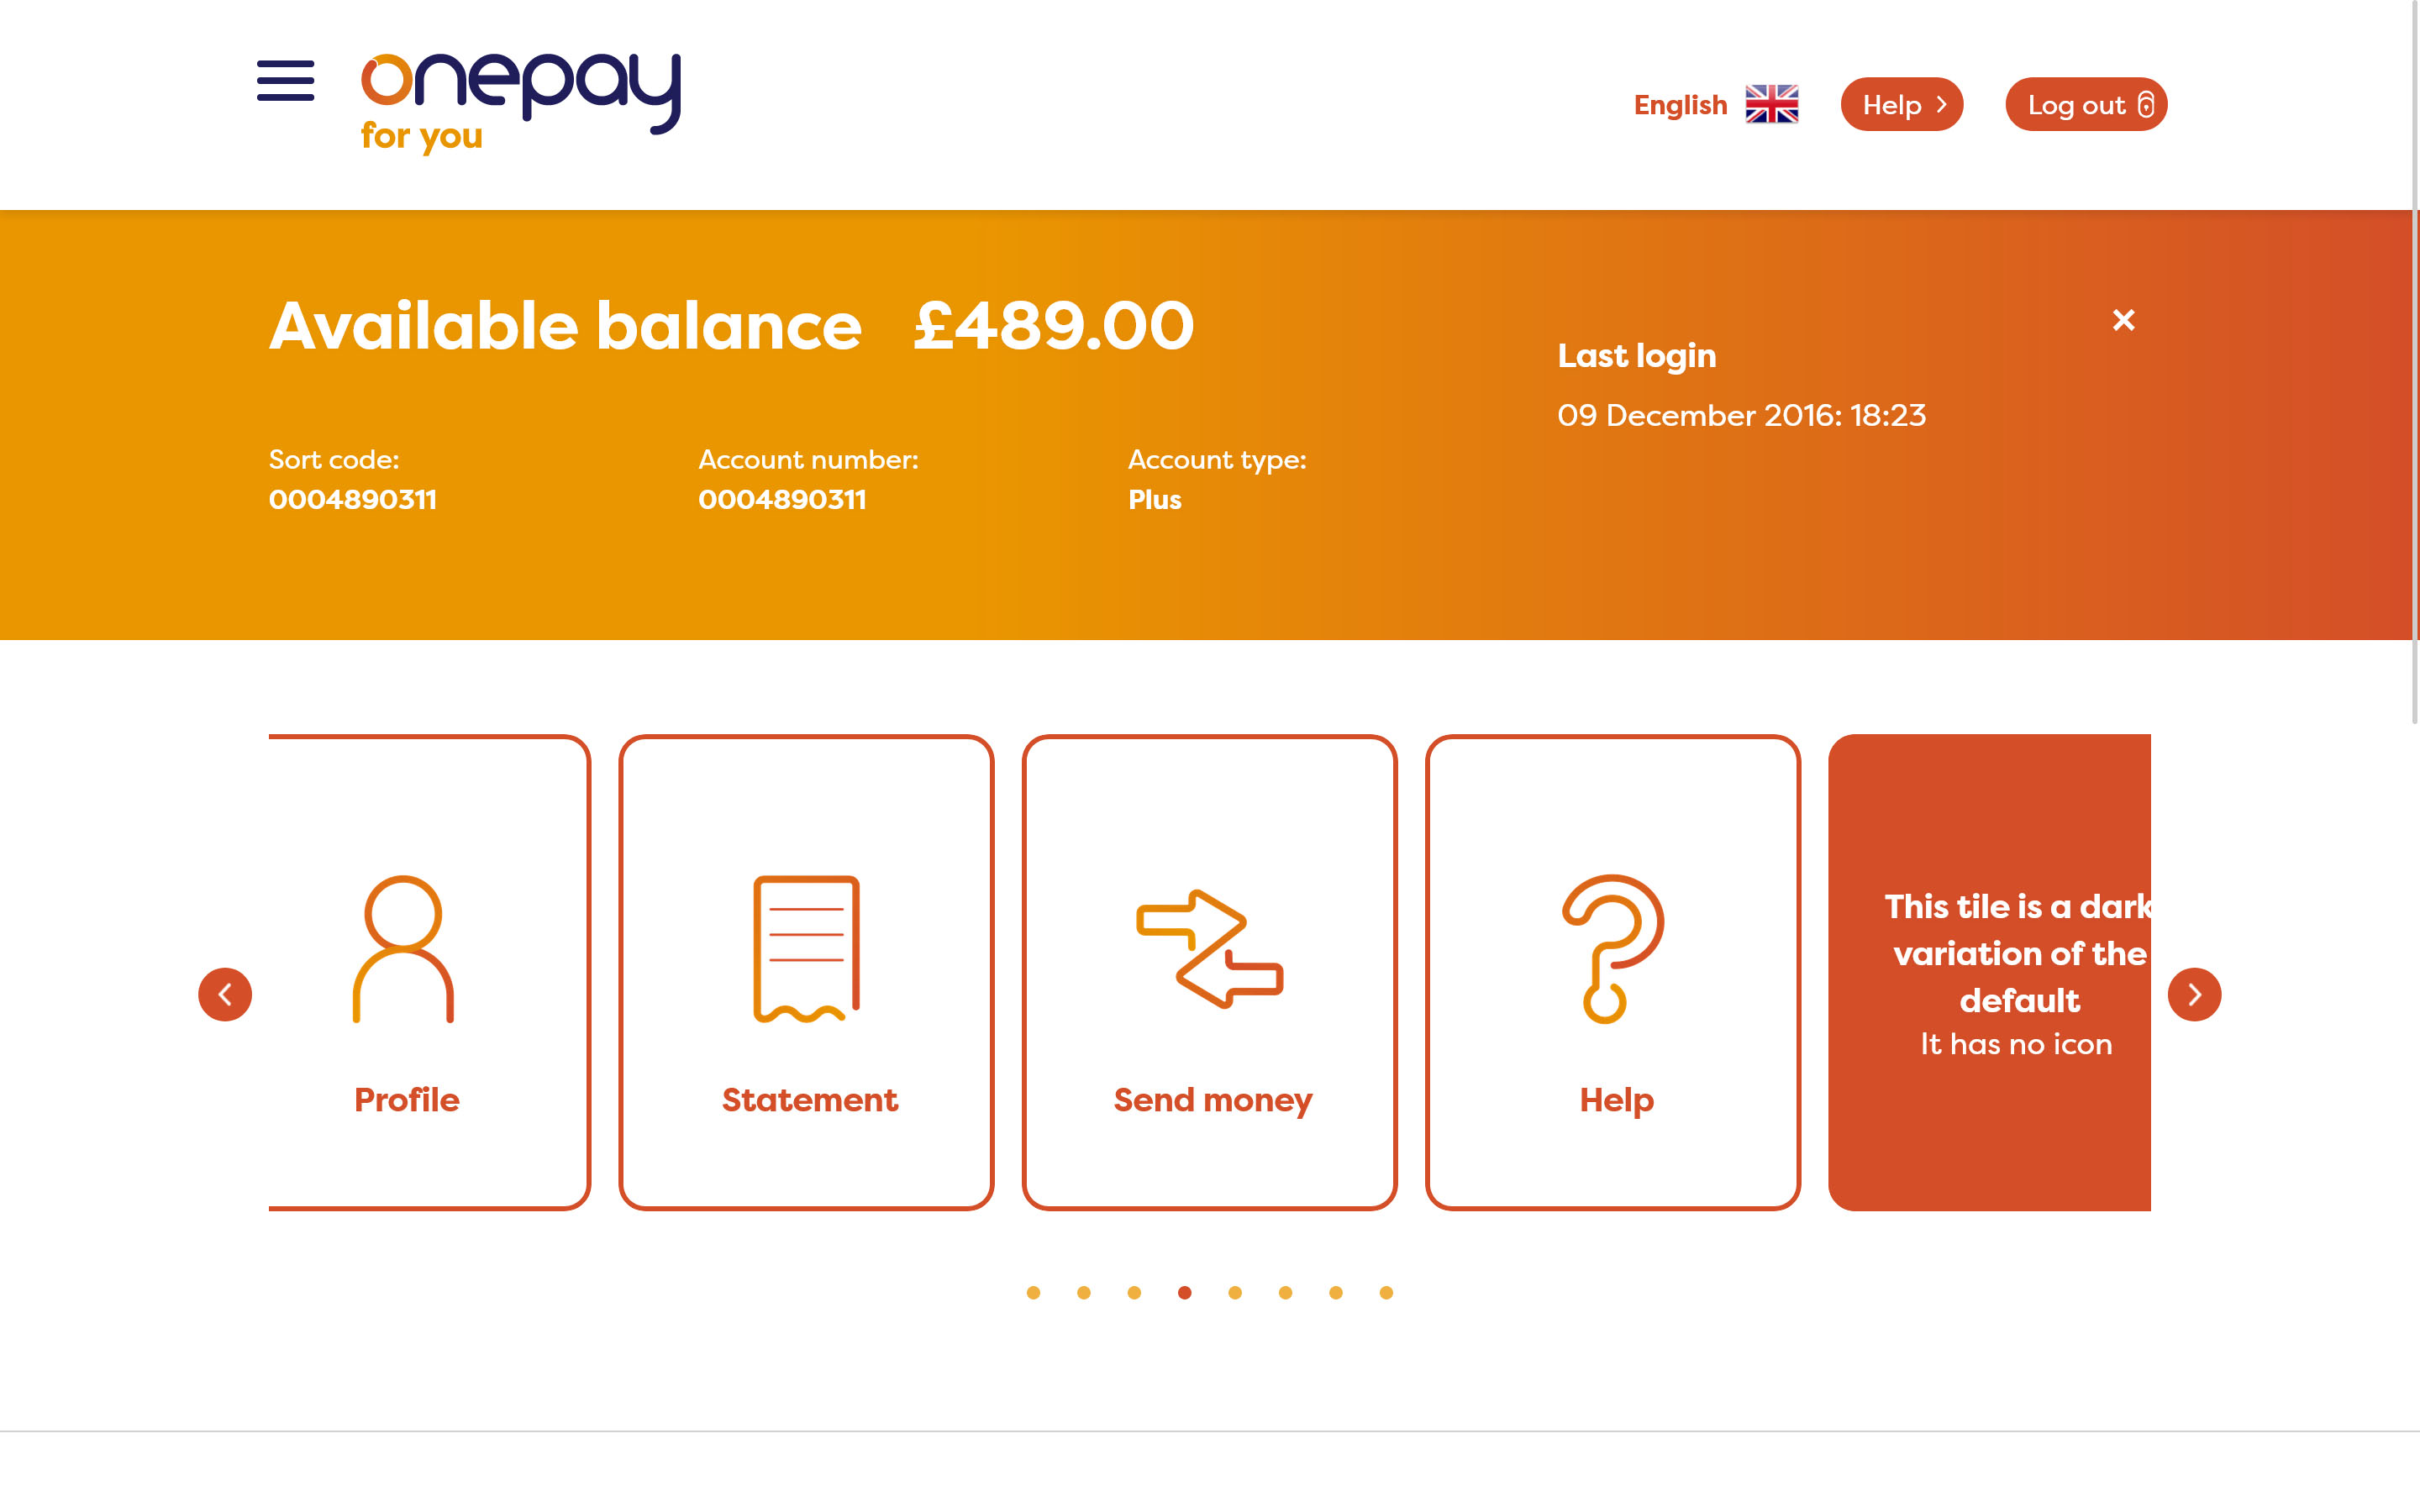 onepay
for you
English
Help
Log out
Available balance £489.00
Last login
09 December 2016: 18:23
Sort code:
0004890311
Account number:
0004890311
Account type:
Plus
Profile
Statement
Send money
Help
This tile is a dark
variation of the
default
It has no icon